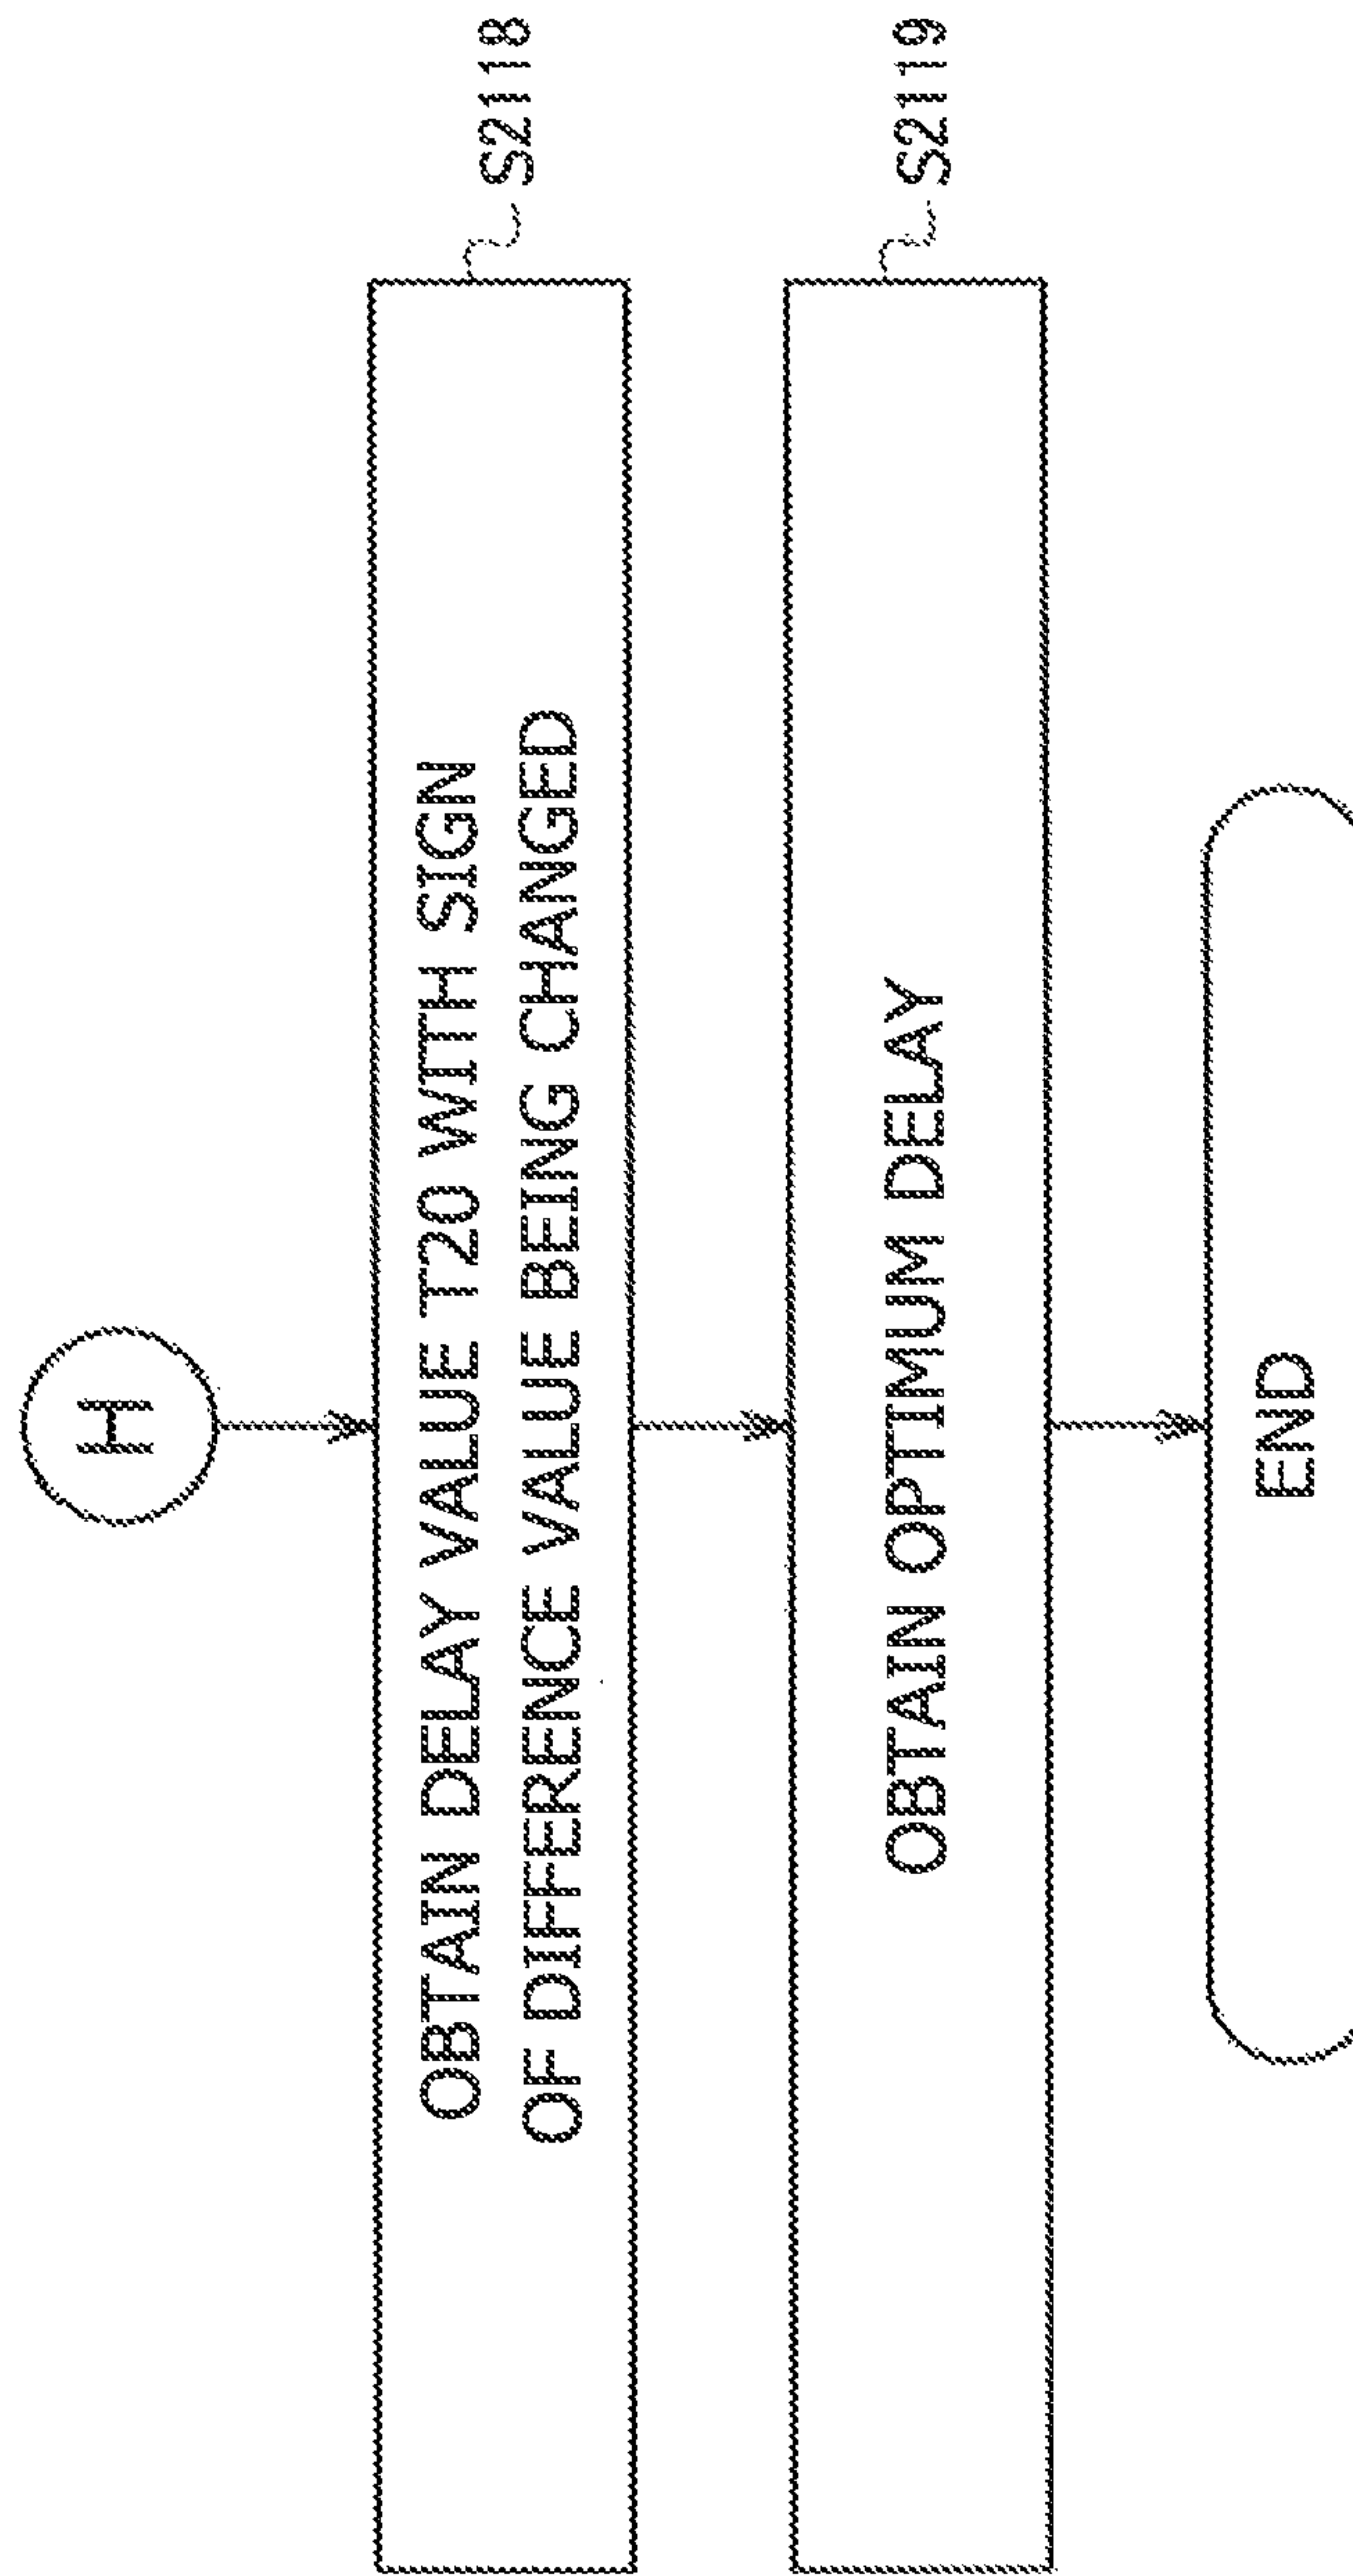 H
OBTAIN DELAY VALUE T20 WITH SIGN
OF DIFFERENCE VALUE BEING CHANGED
S2118
OBTAIN OPTIMUM DELAY
S2119
END